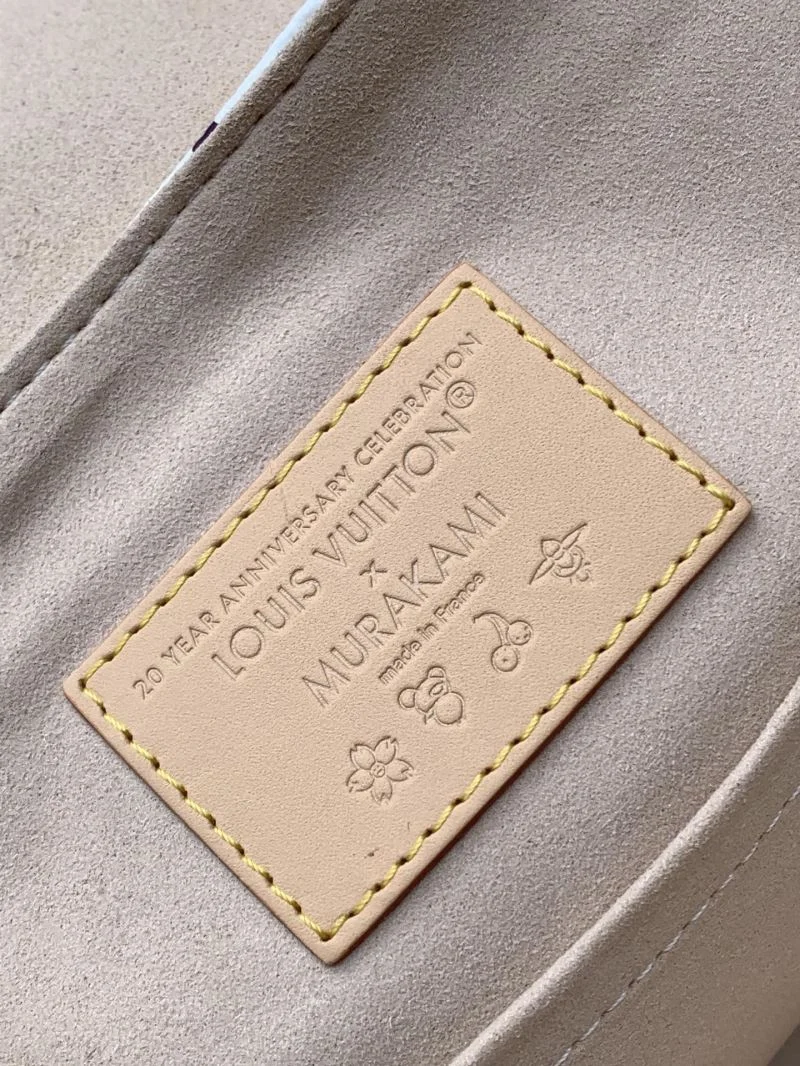 20 YEAR ANNIVERSARY CELEBRATION
LOUIS VUITTON®
x
MURAKAMI
made in France